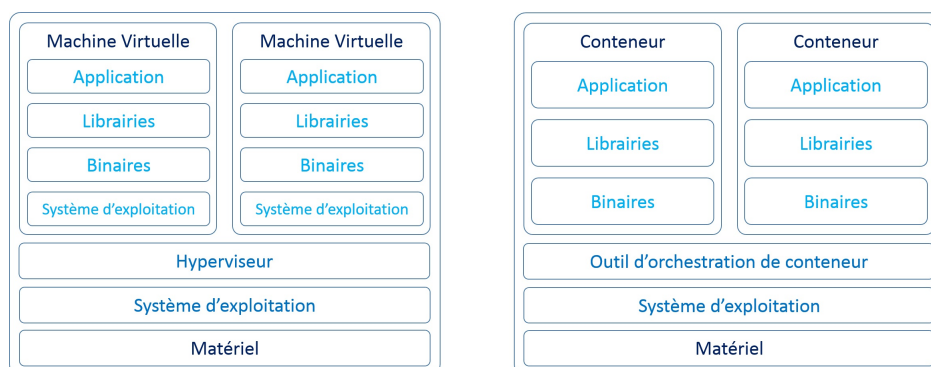 Machine Virtuelle
Application
Librairies
Binaires
Système d'exploitation
Machine Virtuelle
Application
Librairies
Binaires
Système d'exploitation
Hyperviseur
Système d'exploitation
Matériel
Conteneur
Application
Librairies
Binaires
Conteneur
Application
Librairies
Binaires
Outil d'orchestration de conteneur
Système d'exploitation
Matériel